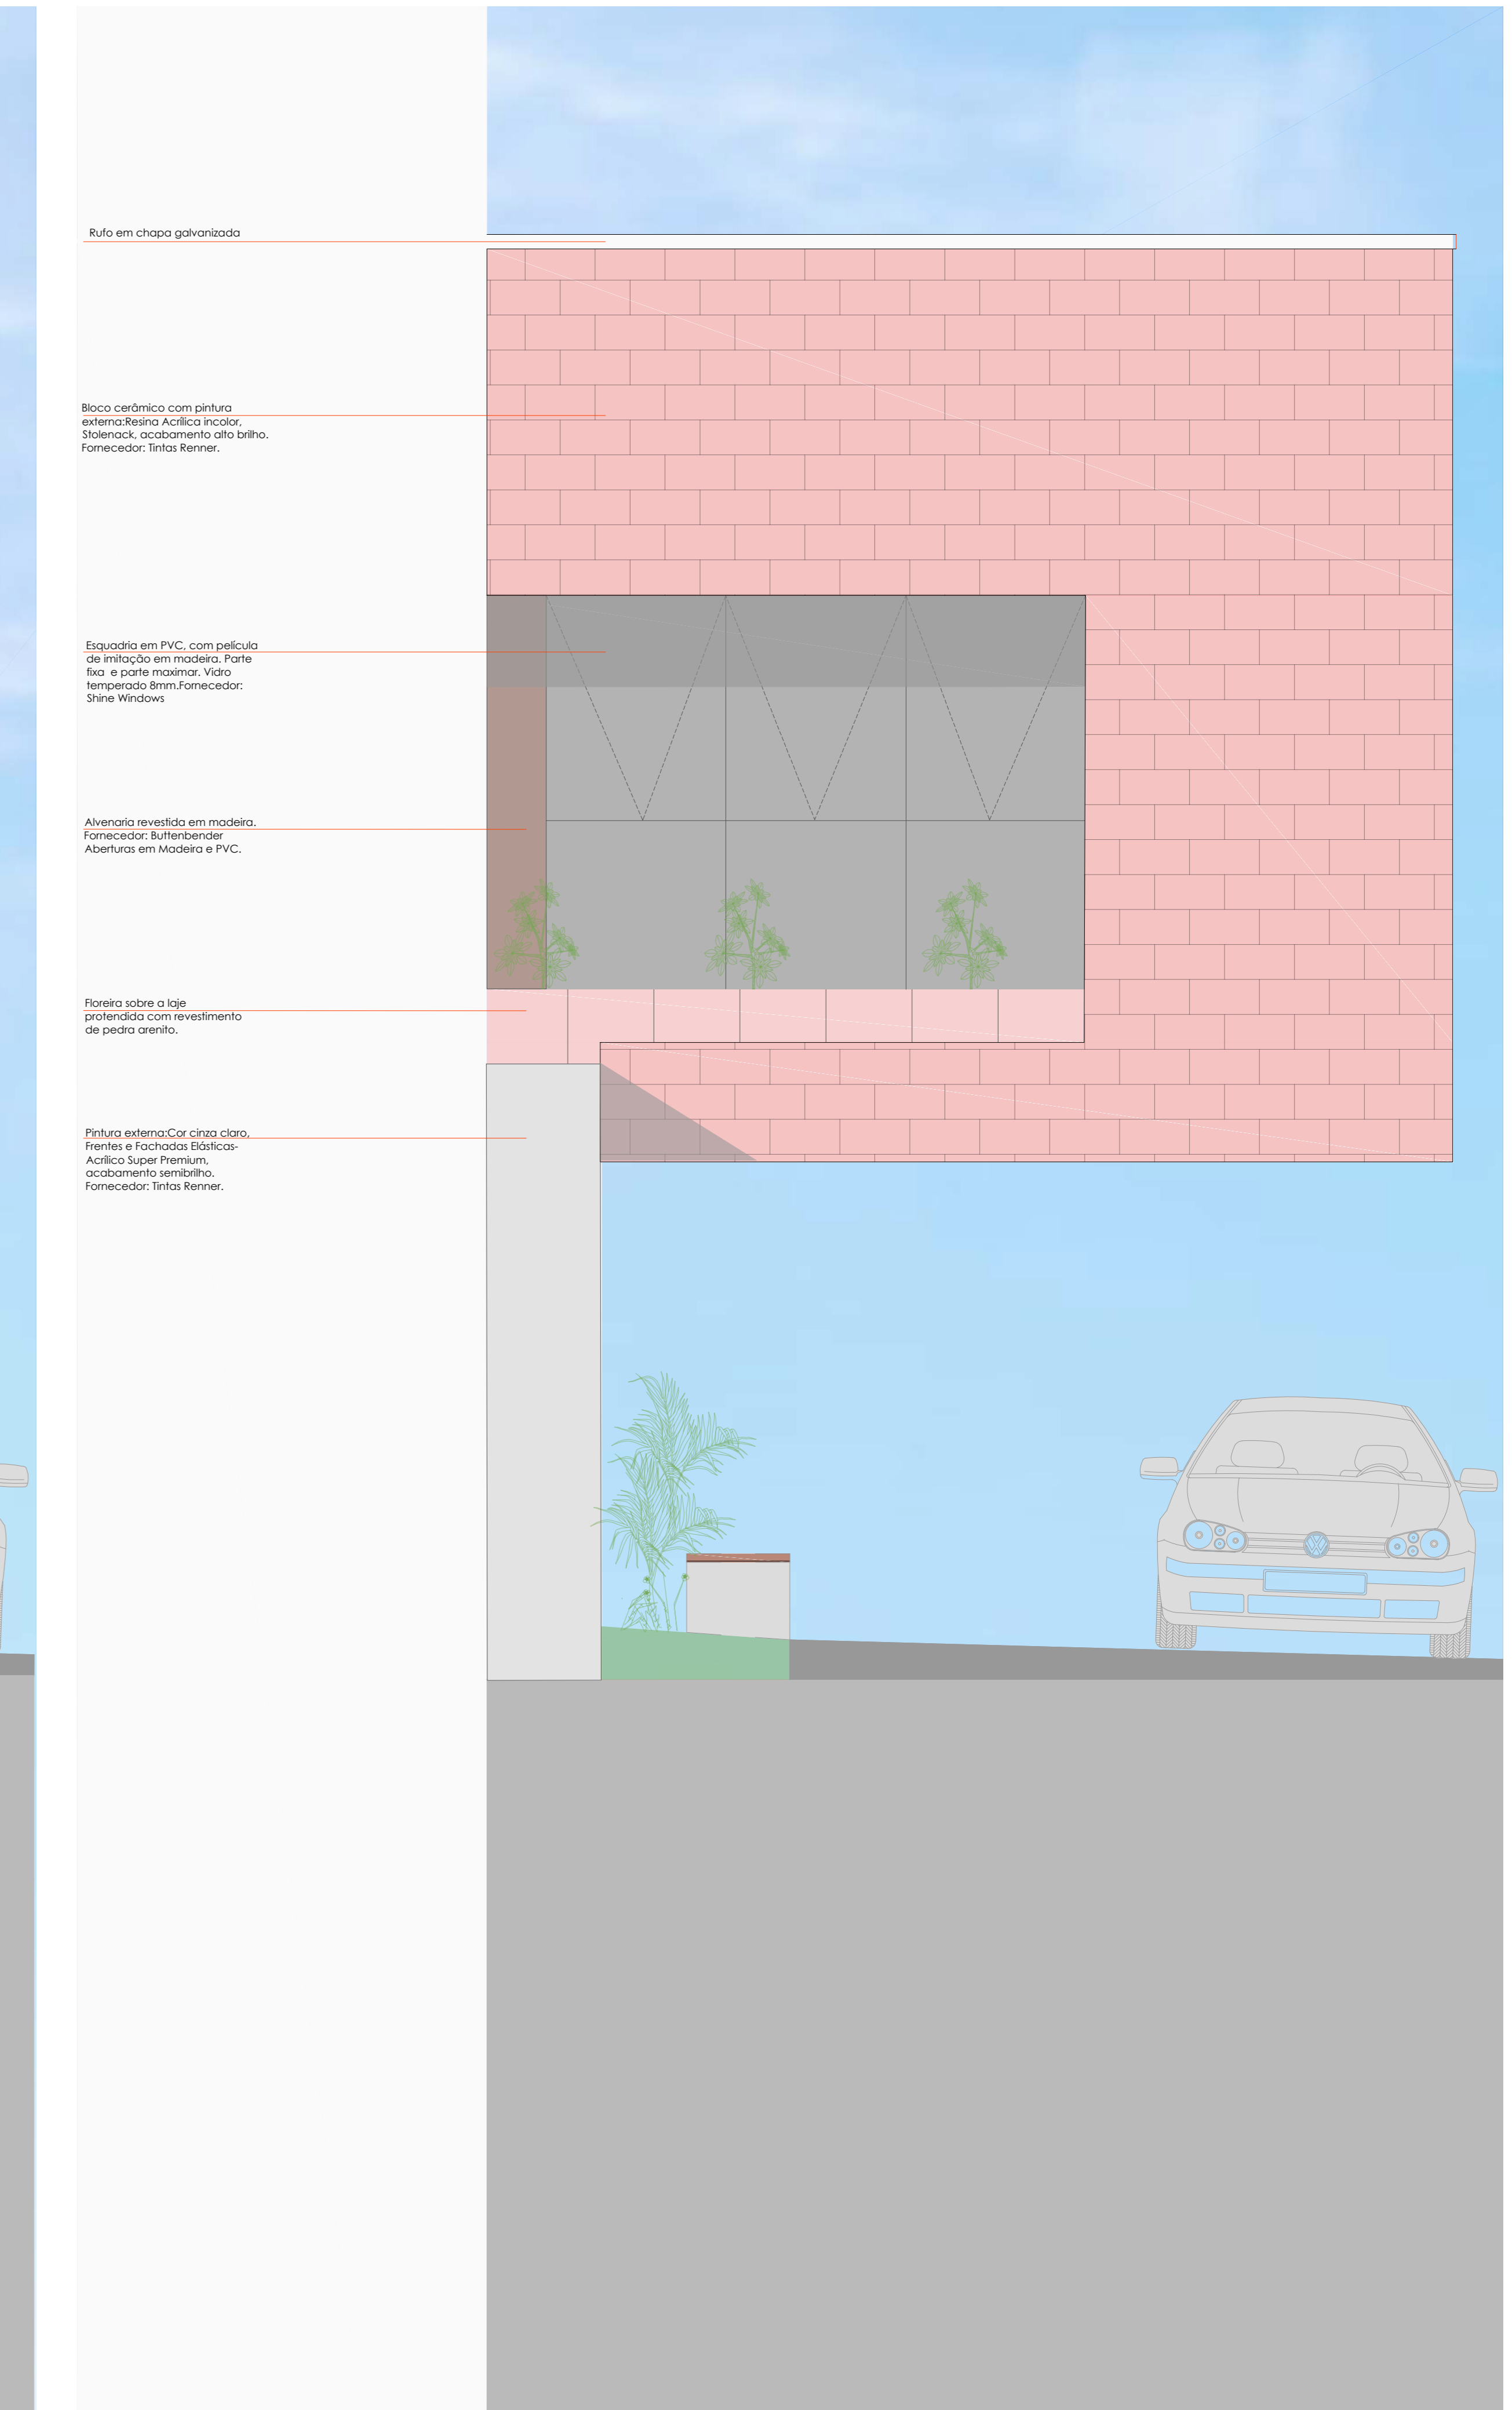 Rufo em chapa galvanizada
Bloco cerâmico com pintura
externa:Resina Acrílica incolor,
Stolenack, acabamento alto brilho.
Fornecedor: Tintas Renner.
Esquadria em PVC, com película
de imitação em madeira. Parte
fixa e parte maximar. Vidro
temperado 8mm.Fornecedor:
Shine Windows
Alvenaria revestida em madeira.
Fornecedor: Buttenbender
Aberturas em Madeira e PVC.
Floreira sobre a laje
protendida com revestimento
de pedra arenito.
Pintura externa:Cor cinza claro,
Frentes e Fachadas Elásticas-
Acrílico Super Premium,
acabamento semibrilho.
Fornecedor: Tintas Renner.